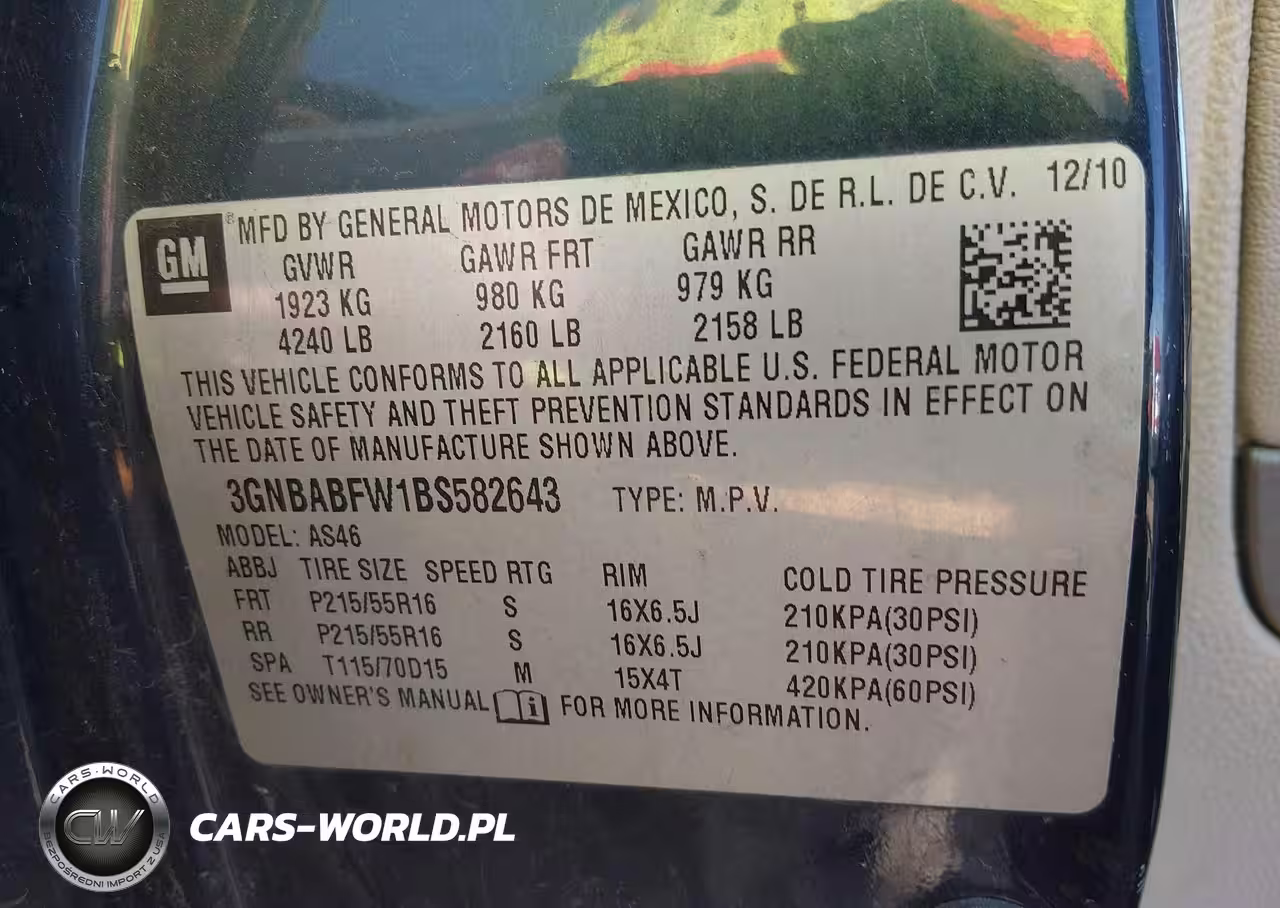 GM ® MFD BY GENERAL MOTORS DE MEXICO, S. DE R.L. DE C.V. 12/10
GVWR GAWR FRT GAWR RR
1923 KG 980 KG 979 KG
4240 LB 2160 LB 2158 LB
THIS VEHICLE CONFORMS TO ALL APPLICABLE U.S. FEDERAL MOTOR
VEHICLE SAFETY AND THEFT PREVENTION STANDARDS IN EFFECT ON
THE DATE OF MANUFACTURE SHOWN ABOVE.
3GNBABFW1BS582643 TYPE: M.P.V.
MODEL: AS46
ABBJ TIRE SIZE SPEED RTG RIM COLD TIRE PRESSURE
FRT P215/55R16 S 16X6.5J 210KPA(30PSI)
RR P215/55R16 S 16X6.5J 210KPA(30PSI)
SPA T115/70D15 M 15X4T 420KPA(60PSI)
SEE OWNER'S MANUAL i FOR MORE INFORMATION.
CARS-WORLD
CW
BEZPOŚREDNI IMPORT Z USA
CARS-WORLD.PL